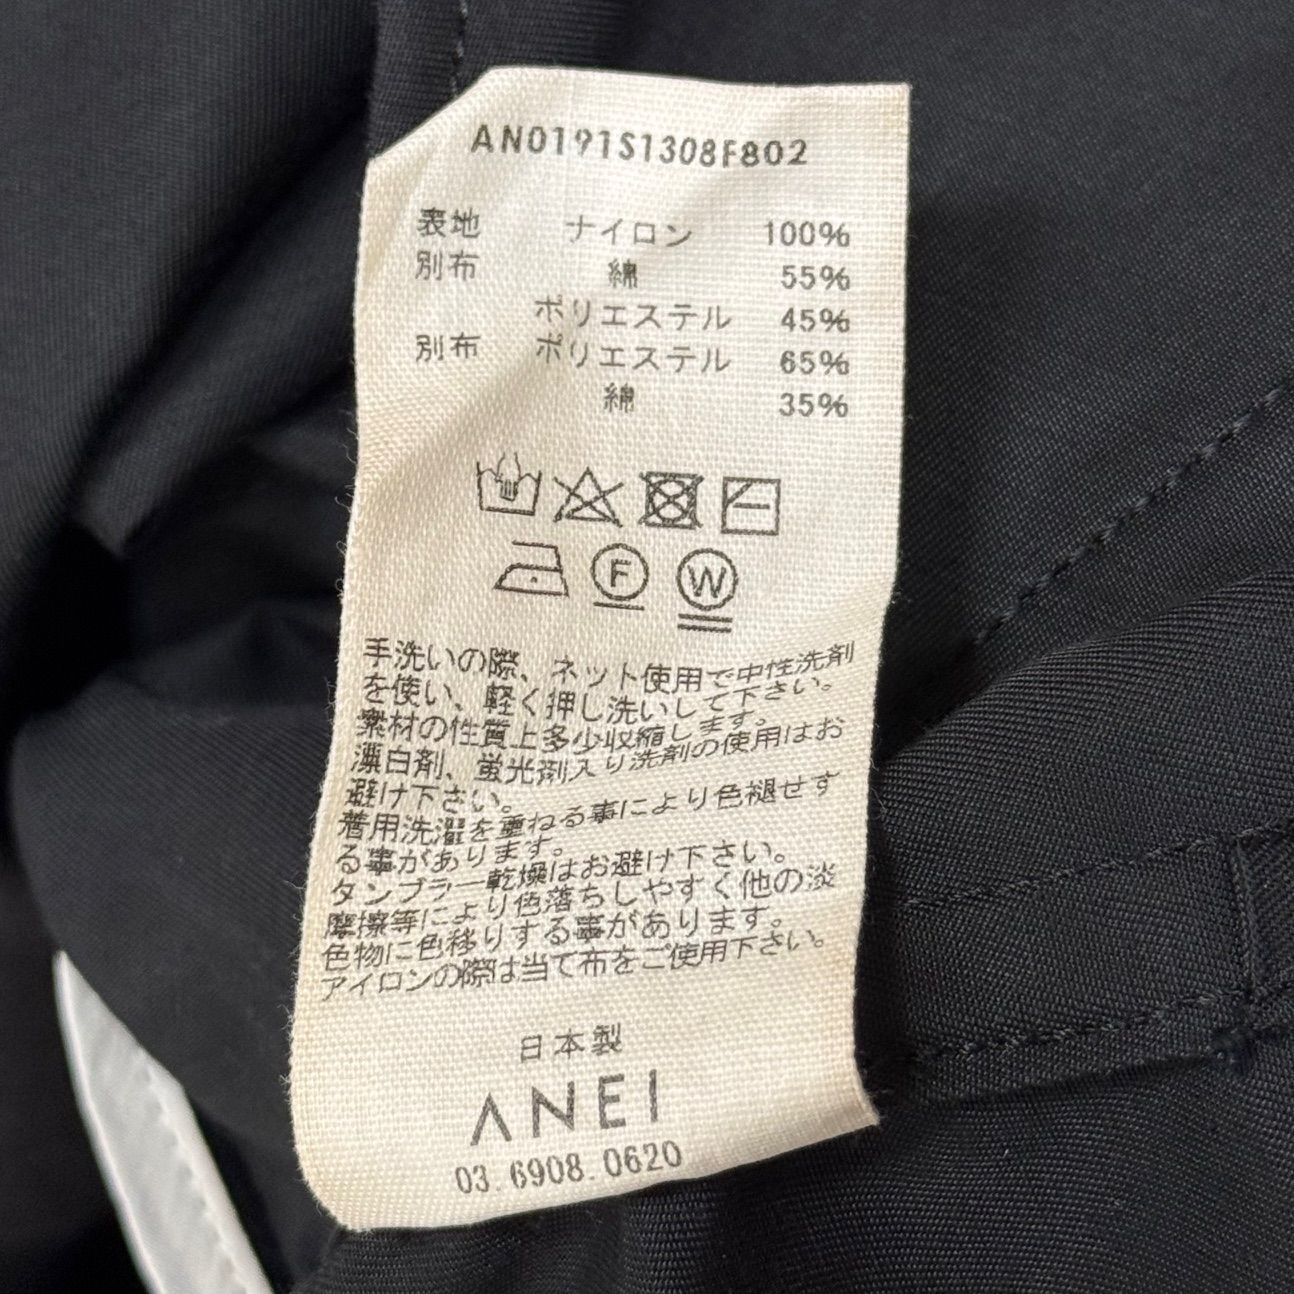 AN0191S1308F802
表地 ナイロン 100%
別布 綿 55%
ポリエステル 45%
別布 ポリエステル 65%
綿 35%
F W
手洗いの際、ネット使用で中性洗剤
を使い、軽く押し洗いして下さい。
素材の性質上多少収縮します。
漂白剤、蛍光剤入り洗剤の使用はお
避け下さい。
着用洗濯を重ねる事により色褪せす
る事があります。
タンブラー乾燥はお避け下さい。
摩擦等により色落ちしやすく他の淡
色物に色移りする事があります。
アイロンの際は当て布をご使用下さい。
日本製
ANEI
03.6908.0620